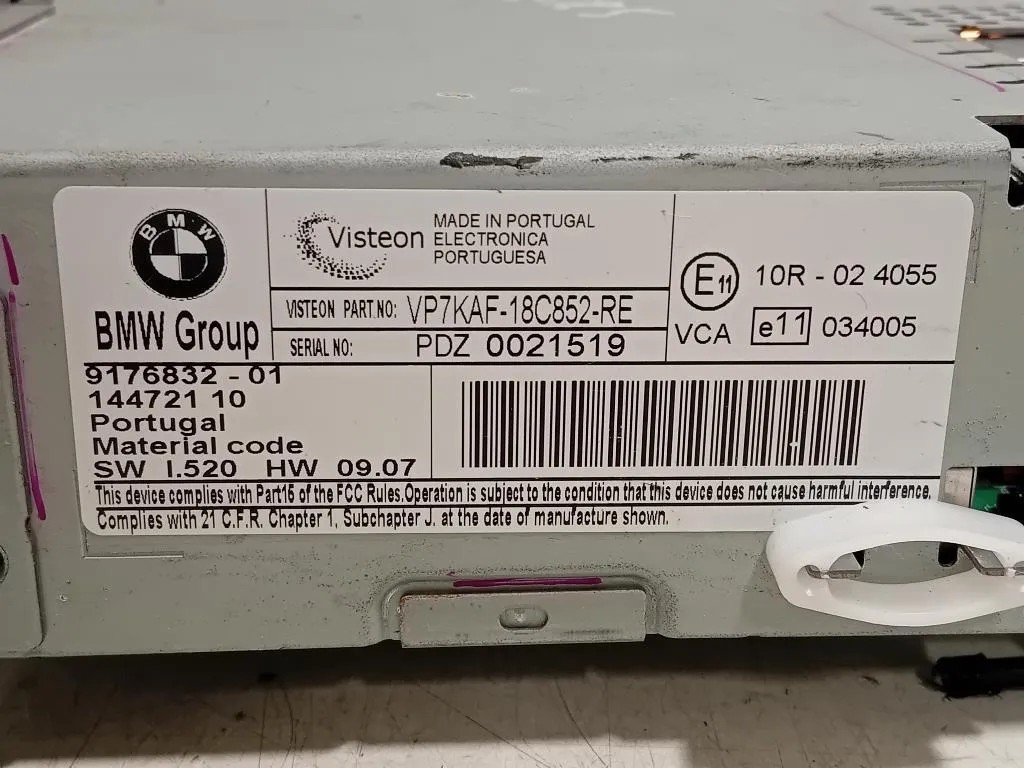 BMW
BMW Group
Visteon
MADE IN PORTUGAL
ELECTRONICA
PORTUGUESA
VISTEON PART NO: VP7KAF-18C852-RE
SERIAL NO: PDZ 0021519
E11 10R - 02 4055
VCA e11 034005
9176832 - 01
144721 10
Portugal
Material code
SW I.520 HW 09.07
This device complies with Part15 of the FCC Rules.Operation is subject to the condition that this device does not cause harmful interference.
Complies with 21 C.F.R. Chapter 1, Subchapter J. at the date of manufacture shown.